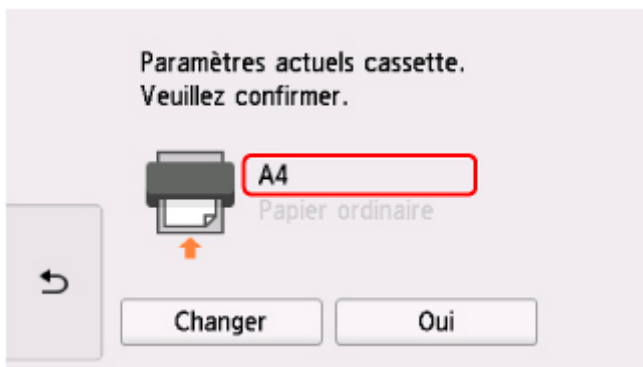 Paramètres actuels cassette.
Veuillez confirmer.
A4
Papier ordinaire
Changer
Oui